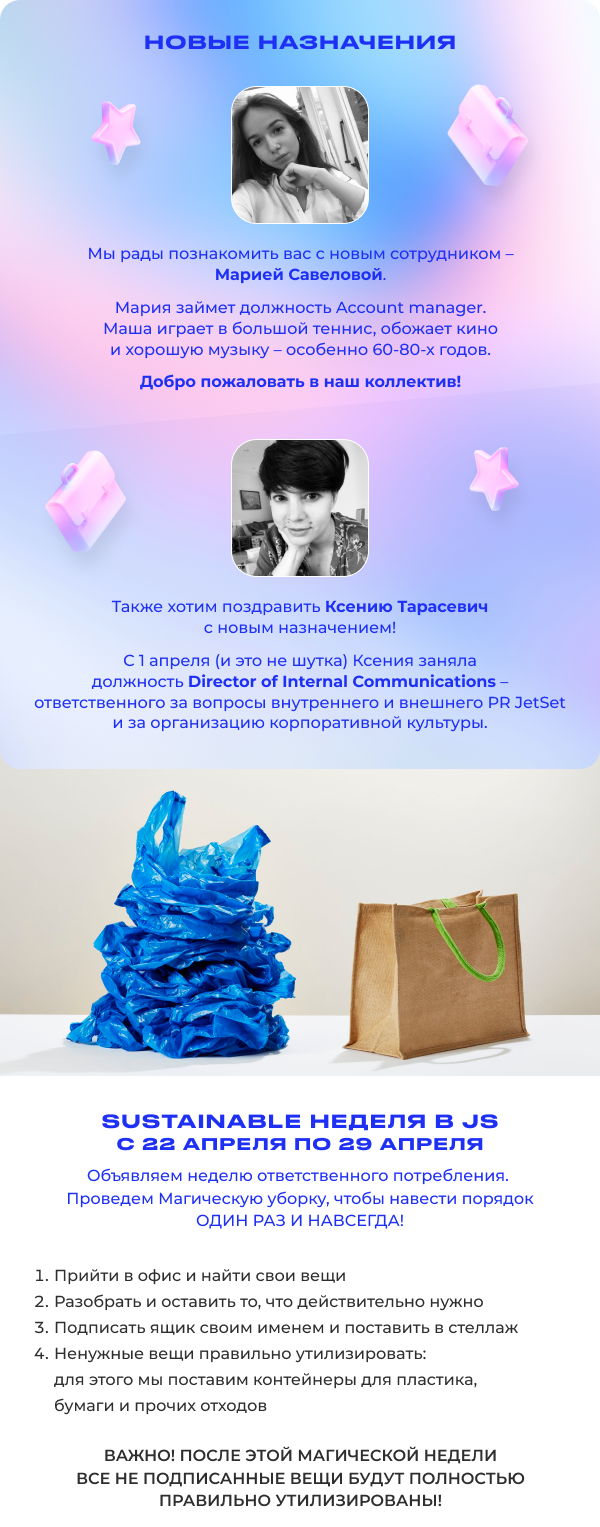 НОВЫЕ НАЗНАЧЕНИЯ
Мы рады познакомить вас с новым сотрудником –
Марией Савеловой.
Мария займет должность Account manager.
Маша играет в большой теннис, обожает кино
и хорошую музыку – особенно 60-80-х годов.
Добро пожаловать в наш коллектив!
Также хотим поздравить Ксению Тарасевич
с новым назначением!
С 1 апреля (и это не шутка) Ксения заняла
должность Director of Internal Communications –
ответственного за вопросы внутреннего и внешнего PR JetSet
и за организацию корпоративной культуры.
SUSTAINABLE НЕДЕЛЯ В JS
С 22 АПРЕЛЯ ПО 29 АПРЕЛЯ
Объявляем неделю ответственного потребления.
Проведем Магическую уборку, чтобы навести порядок
ОДИН РАЗ И НАВСЕГДА!
1. Прийти в офис и найти свои вещи
2. Разобрать и оставить то, что действительно нужно
3. Подписать ящик своим именем и поставить в стеллаж
4. Ненужные вещи правильно утилизировать:
для этого мы поставим контейнеры для пластика,
бумаги и прочих отходов
ВАЖНО! ПОСЛЕ ЭТОЙ МАГИЧЕСКОЙ НЕДЕЛИ
ВСЕ НЕ ПОДПИСАННЫЕ ВЕЩИ БУДУТ ПОЛНОСТЬЮ
ПРАВИЛЬНО УТИЛИЗИРОВАНЫ!